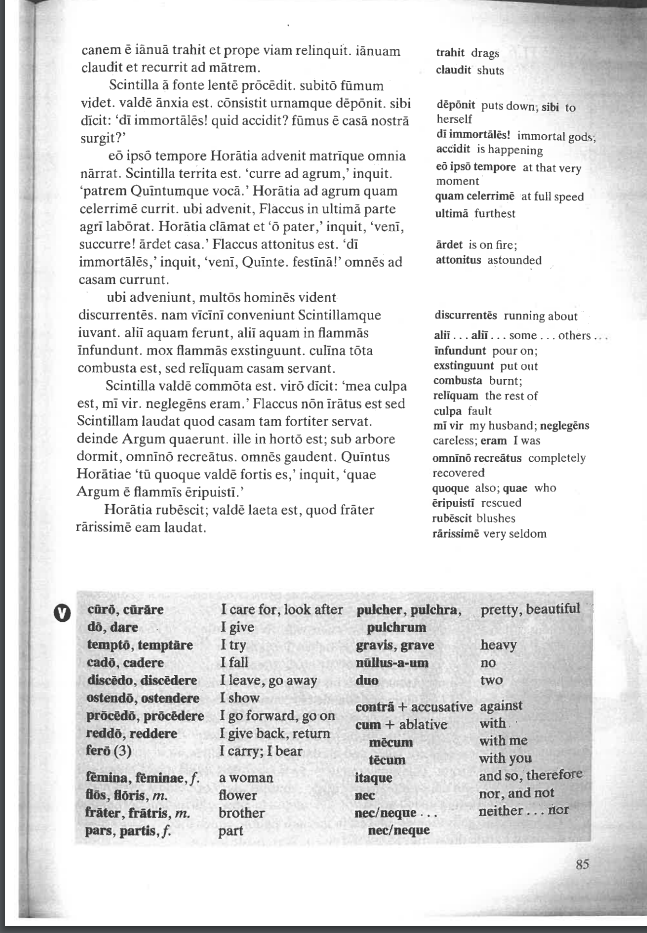 canem ē iānuā trahit et prope viam relinquit. iānuam
claudit et recurrit ad mātrem.
Scintilla ā fonte lentē prōcēdit. subitō fūmum
videt. valdē ānxia est. cōnsistit urnamque dēpōnit. sibi
dīcit: ‘dī immortālēs! quid accidit? fūmus ē casā nostrā
surgit?’
eō ipsō tempore Horātia advenit mātrīque omnia
nārrat. Scintilla territa est. ‘curre ad agrum,’ inquit.
‘patrem Quīntumque vocā.’ Horātia ad agrum quam
celerrimē currit. ubi advenit, Flaccus in ultimā parte
agrī labōrat. Horātia clāmat et ‘ō pater,’ inquit, ‘venī,
succurre! ārdet casa.’ Flaccus attonitus est. ‘dī
immortālēs,’ inquit, ‘venī, Quīnte. festīnā!’ omnēs ad
casam currunt.
ubi adveniunt, multōs hominēs vident
discurrentēs. nam vīcīnī conveniunt Scintillamque
iuvant. aliī aquam ferunt, aliī aquam in flammās
īnfundunt. mox flammās exstinguunt. culīna tōta
combusta est, sed relīquam casam servant.
Scintilla valdē commōta est. virō dīcit: ‘mea culpa
est, mī vir. neglegēns eram.’ Flaccus nōn īrātus est sed
Scintillam laudat quod casam tam fortiter servat.
deinde Argum quaerunt. ille in hortō est; sub arbore
dormit, omnīnō recreātus. omnēs gaudent. Quīntus
Horātiae ‘tū quoque valdē fortis es,’ inquit, ‘quae
Argum ē flammīs ēripuistī.’
Horātia rubēscit; valdē laeta est, quod frāter
rārissimē eam laudat.
trahit drags
claudit shuts
dēpōnit puts down; sibi to
herself
dī immortālēs! immortal gods;
accidit is happening
eō ipsō tempore at that very
moment
quam celerrimē at full speed
ultimā furthest
ārdet is on fire;
attonitus astounded
discurrentēs running about
aliī . . . aliī . . . some . . . others . . .
īnfundunt pour on;
exstinguunt put out
combusta burnt;
relīquam the rest of
culpa fault
mī vir my husband; neglegēns
careless; eram I was
omnīnō recreātus completely
recovered
quoque also; quae who
ēripuistī rescued
rubēscit blushes
rārissimē very seldom
V
cūrō, cūrāre I care for, look after
dō, dare I give
temptō, temptāre I try
cadō, cadere I fall
discēdo, discēdere I leave, go away
ostendō, ostendere I show
prōcēdō, prōcēdere I go forward, go on
reddō, reddere I give back, return
ferō (3) I carry; I bear
fēmina, fēminae, f. a woman
flōs, flōris, m. flower
frāter, frātris, m. brother
pars, partis, f. part
pulcher, pulchra, pretty, beautiful
pulchrum
gravis, grave heavy
nūllus-a-um no
duo two
contrā + accusative against
cum + ablative with
mēcum with me
tēcum with you
itaque and so, therefore
nec nor, and not
nec/neque . . . neither . . . nor
nec/neque
85